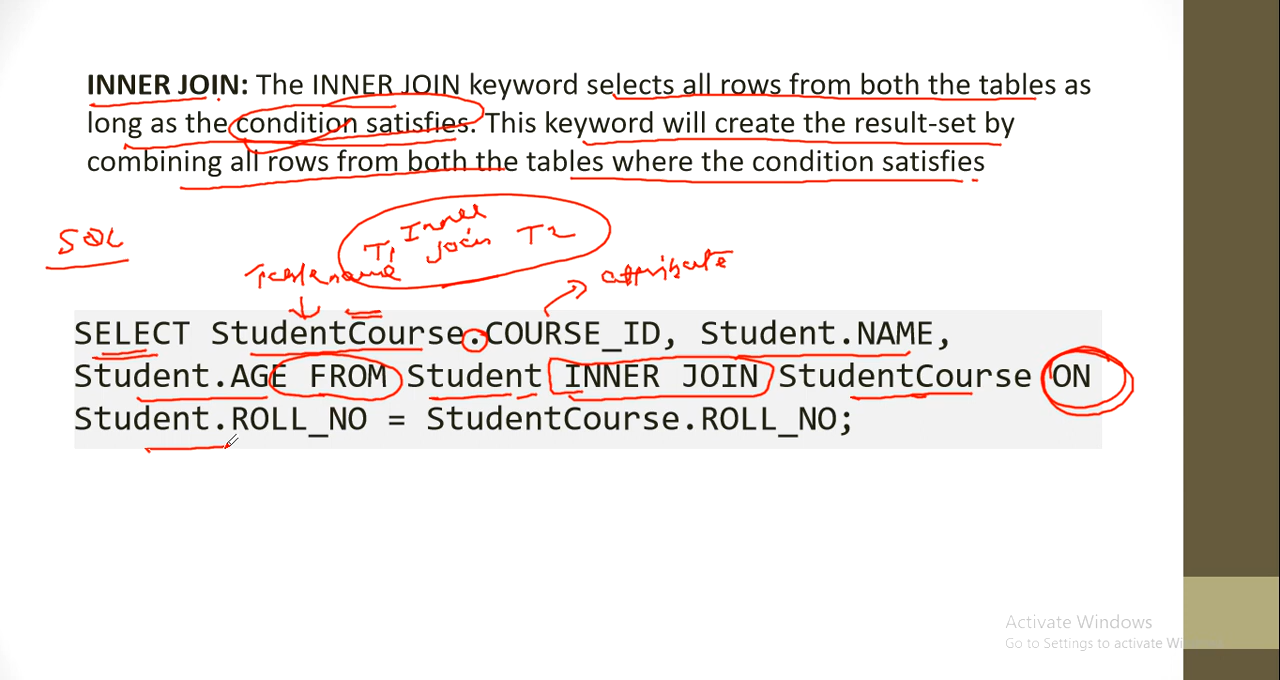 INNER JOIN: The INNER JOIN keyword selects all rows from both the tables as
long as the condition satisfies. This keyword will create the result-set by
combining all rows from both the tables where the condition satisfies
SQL
T1 Inner Join T2
Table name
attribute
SELECT StudentCourse.COURSE_ID, Student.NAME,
Student.AGE FROM Student INNER JOIN StudentCourse ON
Student.ROLL_NO = StudentCourse.ROLL_NO;
Activate Windows
Go to Settings to activate